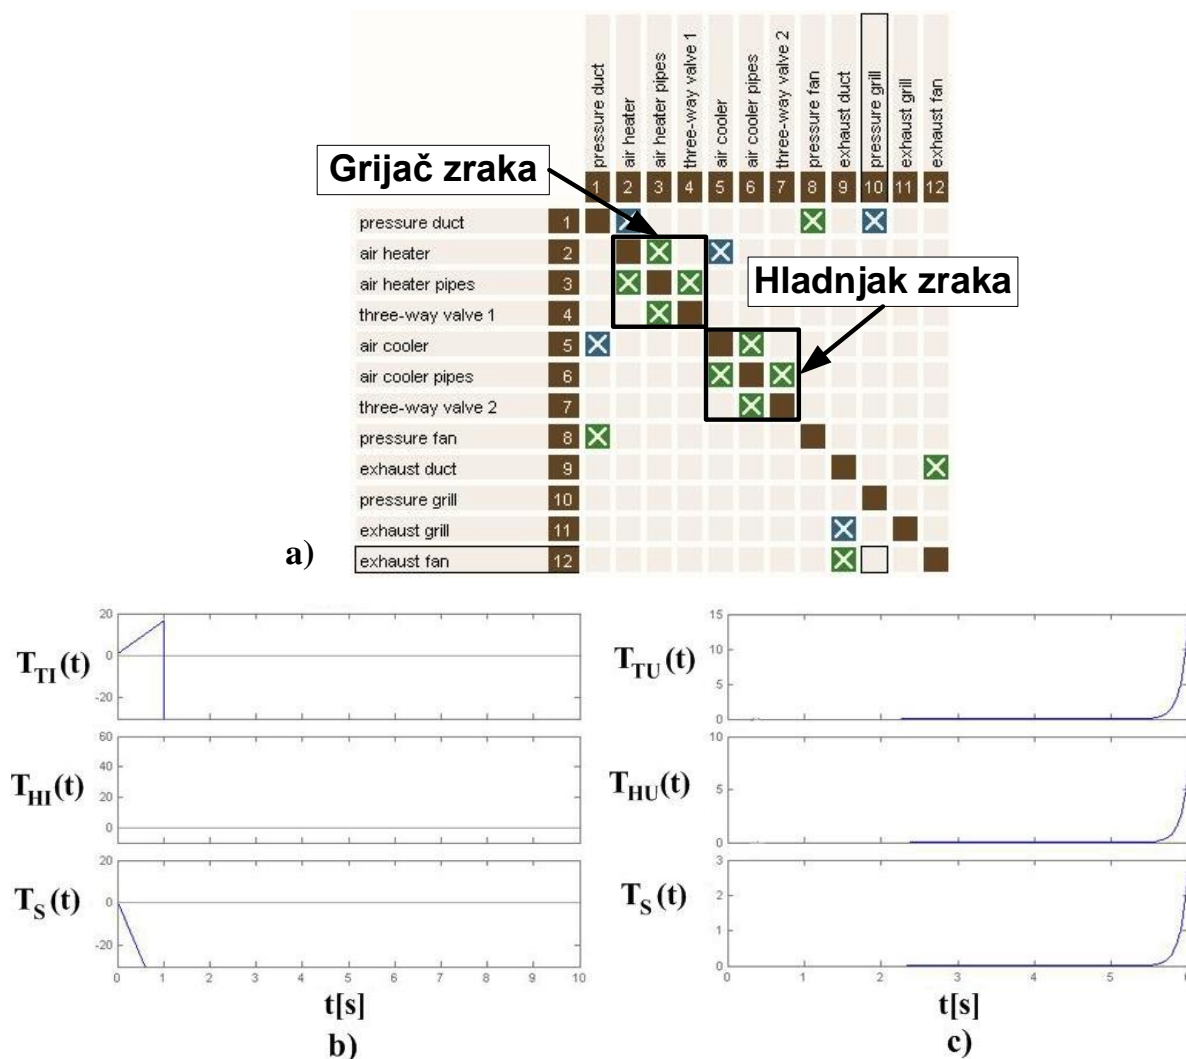 pressure duct
air heater
air heater pipes
three-way valve 1
air cooler
air cooler pipes
three-way valve 2
pressure fan
exhaust duct
pressure grill
exhaust grill
exhaust fan
1 2 3 4 5 6 7 8 9 10 11 12
Grijač zraka
Hladnjak zraka
pressure duct 1
air heater 2
air heater pipes 3
three-way valve 1 4
air cooler 5
air cooler pipes 6
three-way valve 2 7
pressure fan 8
exhaust duct 9
pressure grill 10
exhaust grill 11
exhaust fan 12
a)
20
0
-20
T_TI(t)
60
40
20
0
T_HI(t)
20
0
-20
T_S(t)
0 1 2 3 4 5 6 7 8 9 10
t[s]
b)
15
10
5
0
T_TU(t)
10
5
0
T_HU(t)
3
2
1
0
T_S(t)
0 1 2 3 4 5 6
t[s]
c)